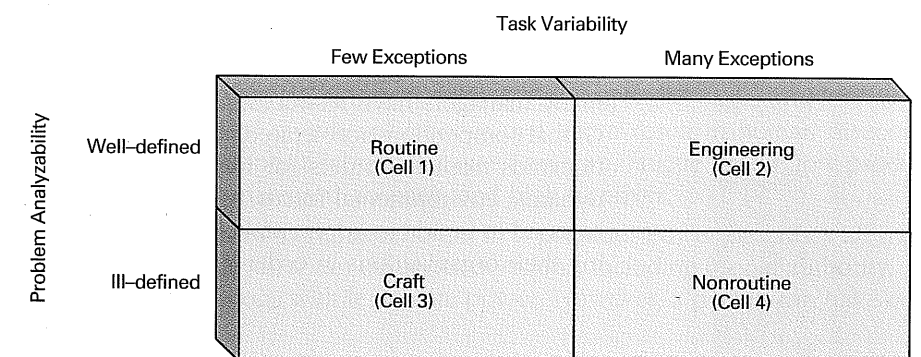 Task Variability
Few Exceptions
Many Exceptions
Problem Analyzability
Well–defined
Routine
(Cell 1)
Engineering
(Cell 2)
Ill–defined
Craft
(Cell 3)
Nonroutine
(Cell 4)